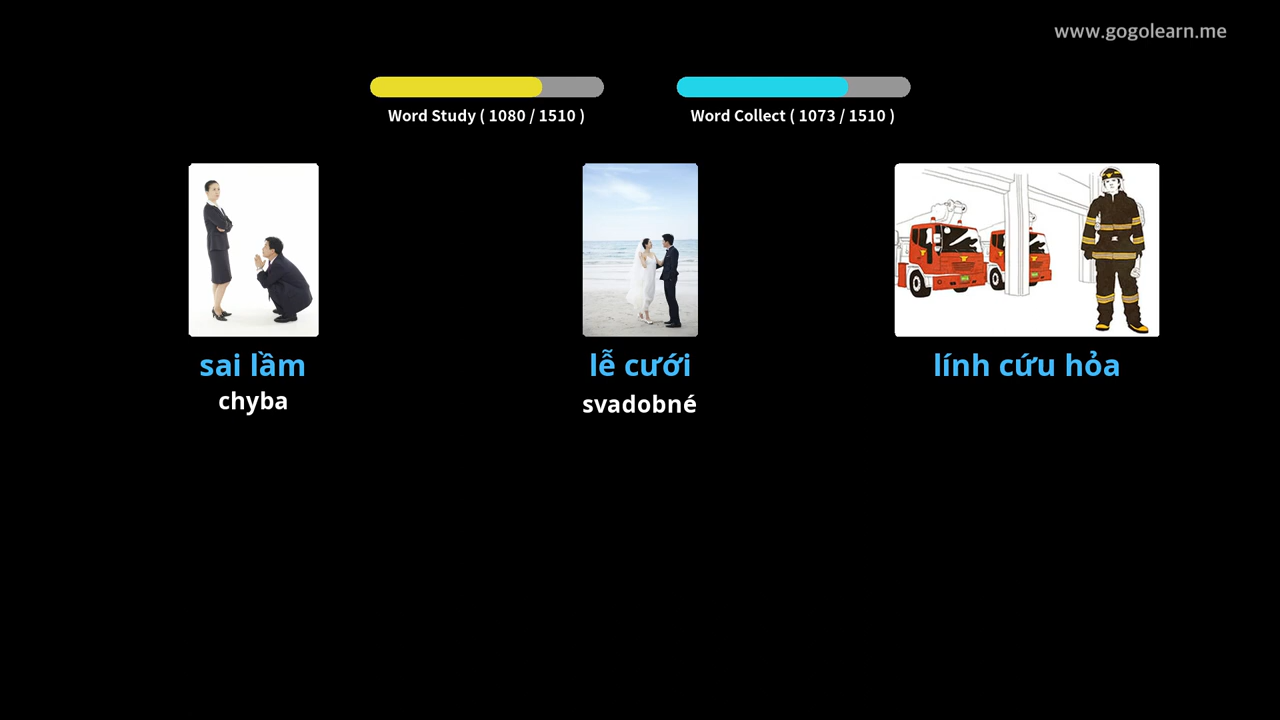 www.gogolearn.me
Word Study ( 1080 / 1510 )
Word Collect ( 1073 / 1510 )
sai lầm
chyba
lễ cưới
svadobné
lính cứu hỏa